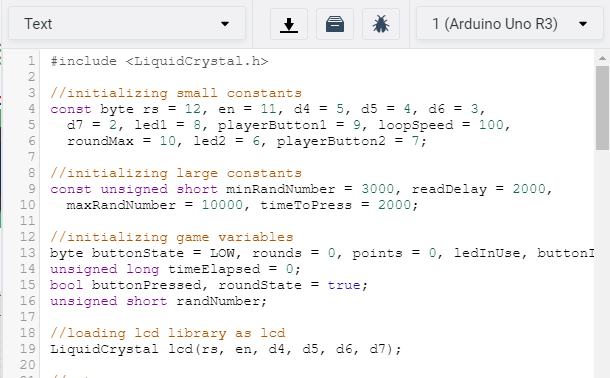 Text
1 (Arduino Uno R3)
1 #include <LiquidCrystal.h>
2
3 //initializing small constants
4 const byte rs = 12, en = 11, d4 = 5, d5 = 4, d6 = 3,
5 d7 = 2, led1 = 8, playerButton1 = 9, loopSpeed = 100,
6 roundMax = 10, led2 = 6, playerButton2 = 7;
7
8 //initializing large constants
9 const unsigned short minRandNumber = 3000, readDelay = 2000,
10 maxRandNumber = 10000, timeToPress = 2000;
11
12 //initializing game variables
13 byte buttonState = LOW, rounds = 0, points = 0, ledInUse,
14 unsigned long timeElapsed = 0;
15 bool buttonPressed, roundState = true;
16 unsigned short randNumber;
17
18 //loading lcd library as lcd
19 LiquidCrystal lcd(rs, en, d4, d5, d6, d7);
20